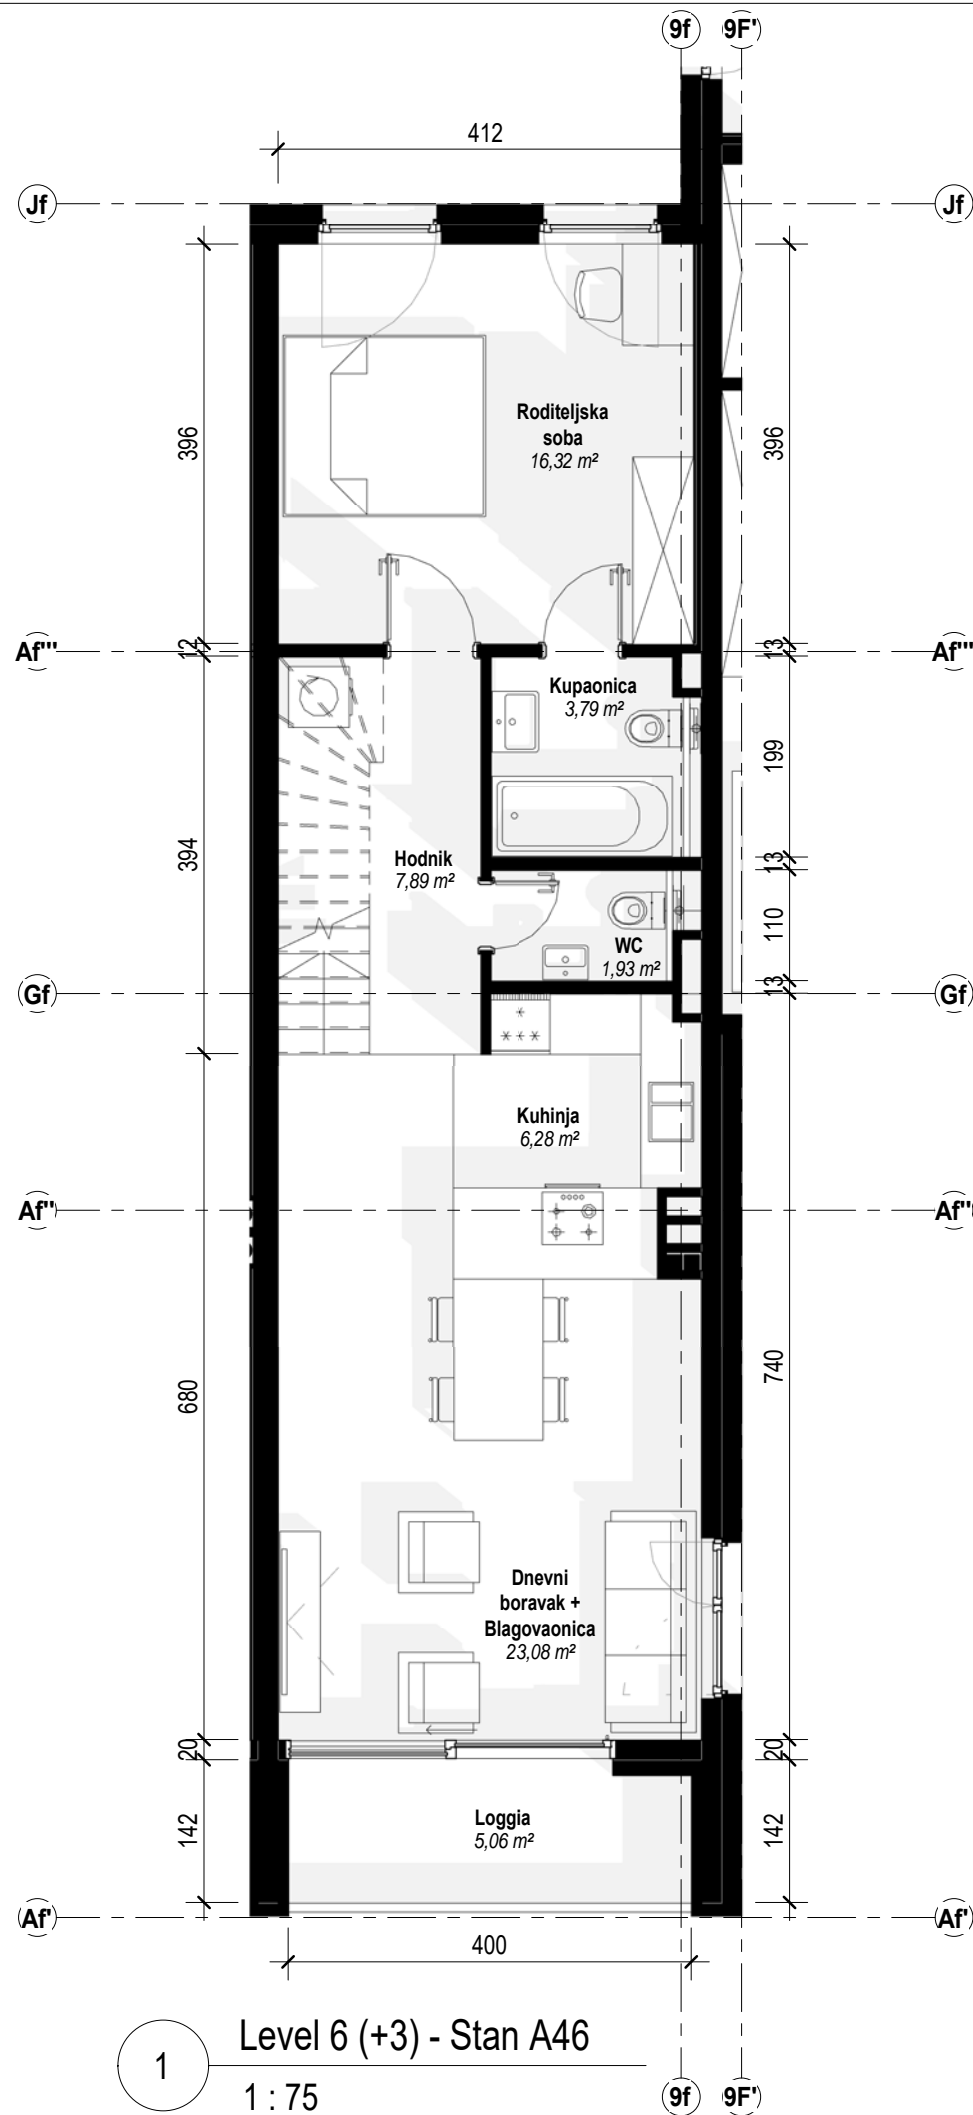 9f 9F'
412
Jf Jf
396 396
Roditeljska
soba
16,32 m²
Af''' 12 13 Af'''
Kupaonica
3,79 m²
199
394
Hodnik
7,89 m²
13
110
WC
1,93 m²
13
Gf Gf
Kuhinja
6,28 m²
Af'' Af''
680 740
Dnevni
boravak +
Blagovaonica
23,08 m²
20 20
Loggia
5,06 m²
142 142
Af' Af'
400
1 Level 6 (+3) - Stan A46
1 : 75
9f 9F'